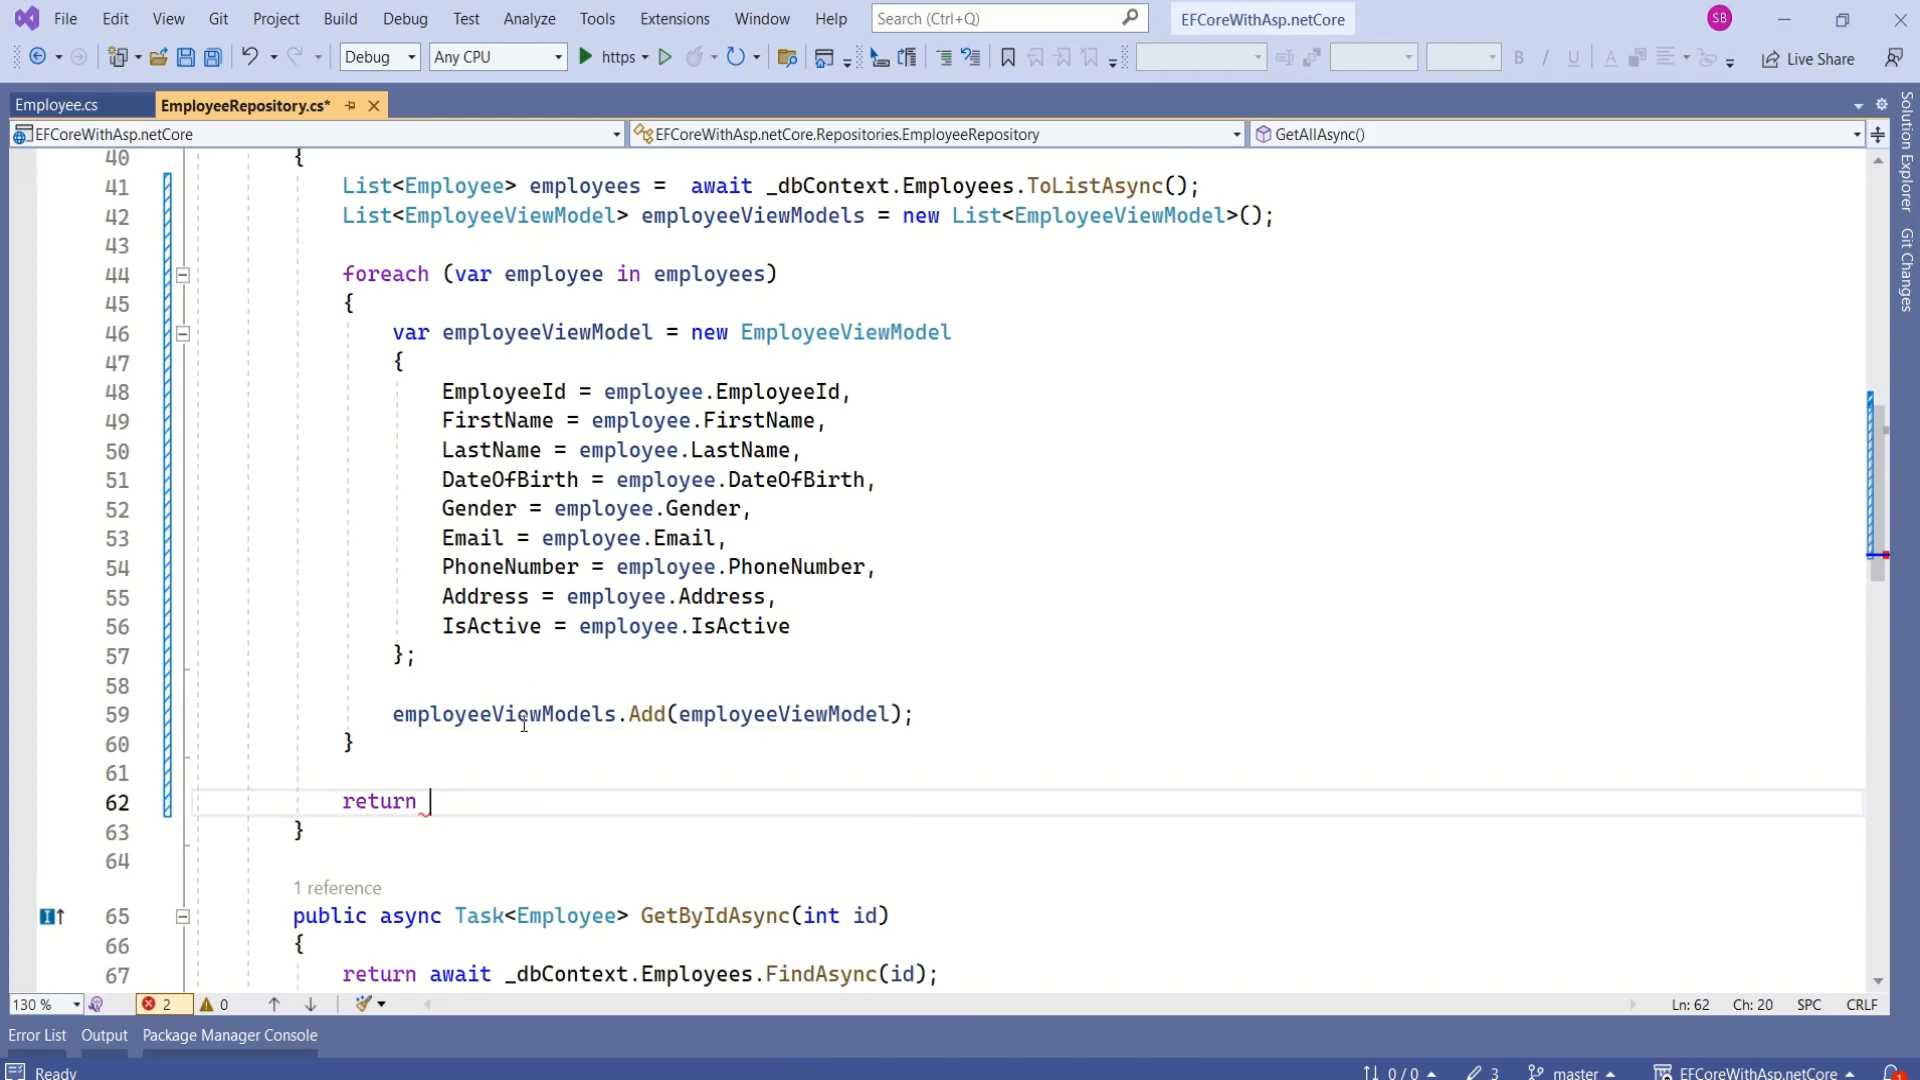 File Edit View Git Project Build Debug Test Analyze Tools Extensions Window Help Search (Ctrl+Q) EFCoreWithAsp.netCore SB
Debug Any CPU https Live Share
Employee.cs EmployeeRepository.cs*
EFCoreWithAsp.netCore EFCoreWithAsp.netCore.Repositories.EmployeeRepository GetAllAsync()
40 {
41 List<Employee> employees =  await _dbContext.Employees.ToListAsync();
42 List<EmployeeViewModel> employeeViewModels = new List<EmployeeViewModel>();
43
44 foreach (var employee in employees)
45 {
46 var employeeViewModel = new EmployeeViewModel
47 {
48 EmployeeId = employee.EmployeeId,
49 FirstName = employee.FirstName,
50 LastName = employee.LastName,
51 DateOfBirth = employee.DateOfBirth,
52 Gender = employee.Gender,
53 Email = employee.Email,
54 PhoneNumber = employee.PhoneNumber,
55 Address = employee.Address,
56 IsActive = employee.IsActive
57 };
58
59 employeeViewModels.Add(employeeViewModel);
60 }
61
62 return
63 }
64
1 reference
65 public async Task<Employee> GetByIdAsync(int id)
66 {
67 return await _dbContext.Employees.FindAsync(id);
130 % 2 0 Ln: 62 Ch: 20 SPC CRLF
Error List Output Package Manager Console
Ready 0 / 0 3 master EFCoreWithAsp.netCore 1
Solution Explorer
Git Changes